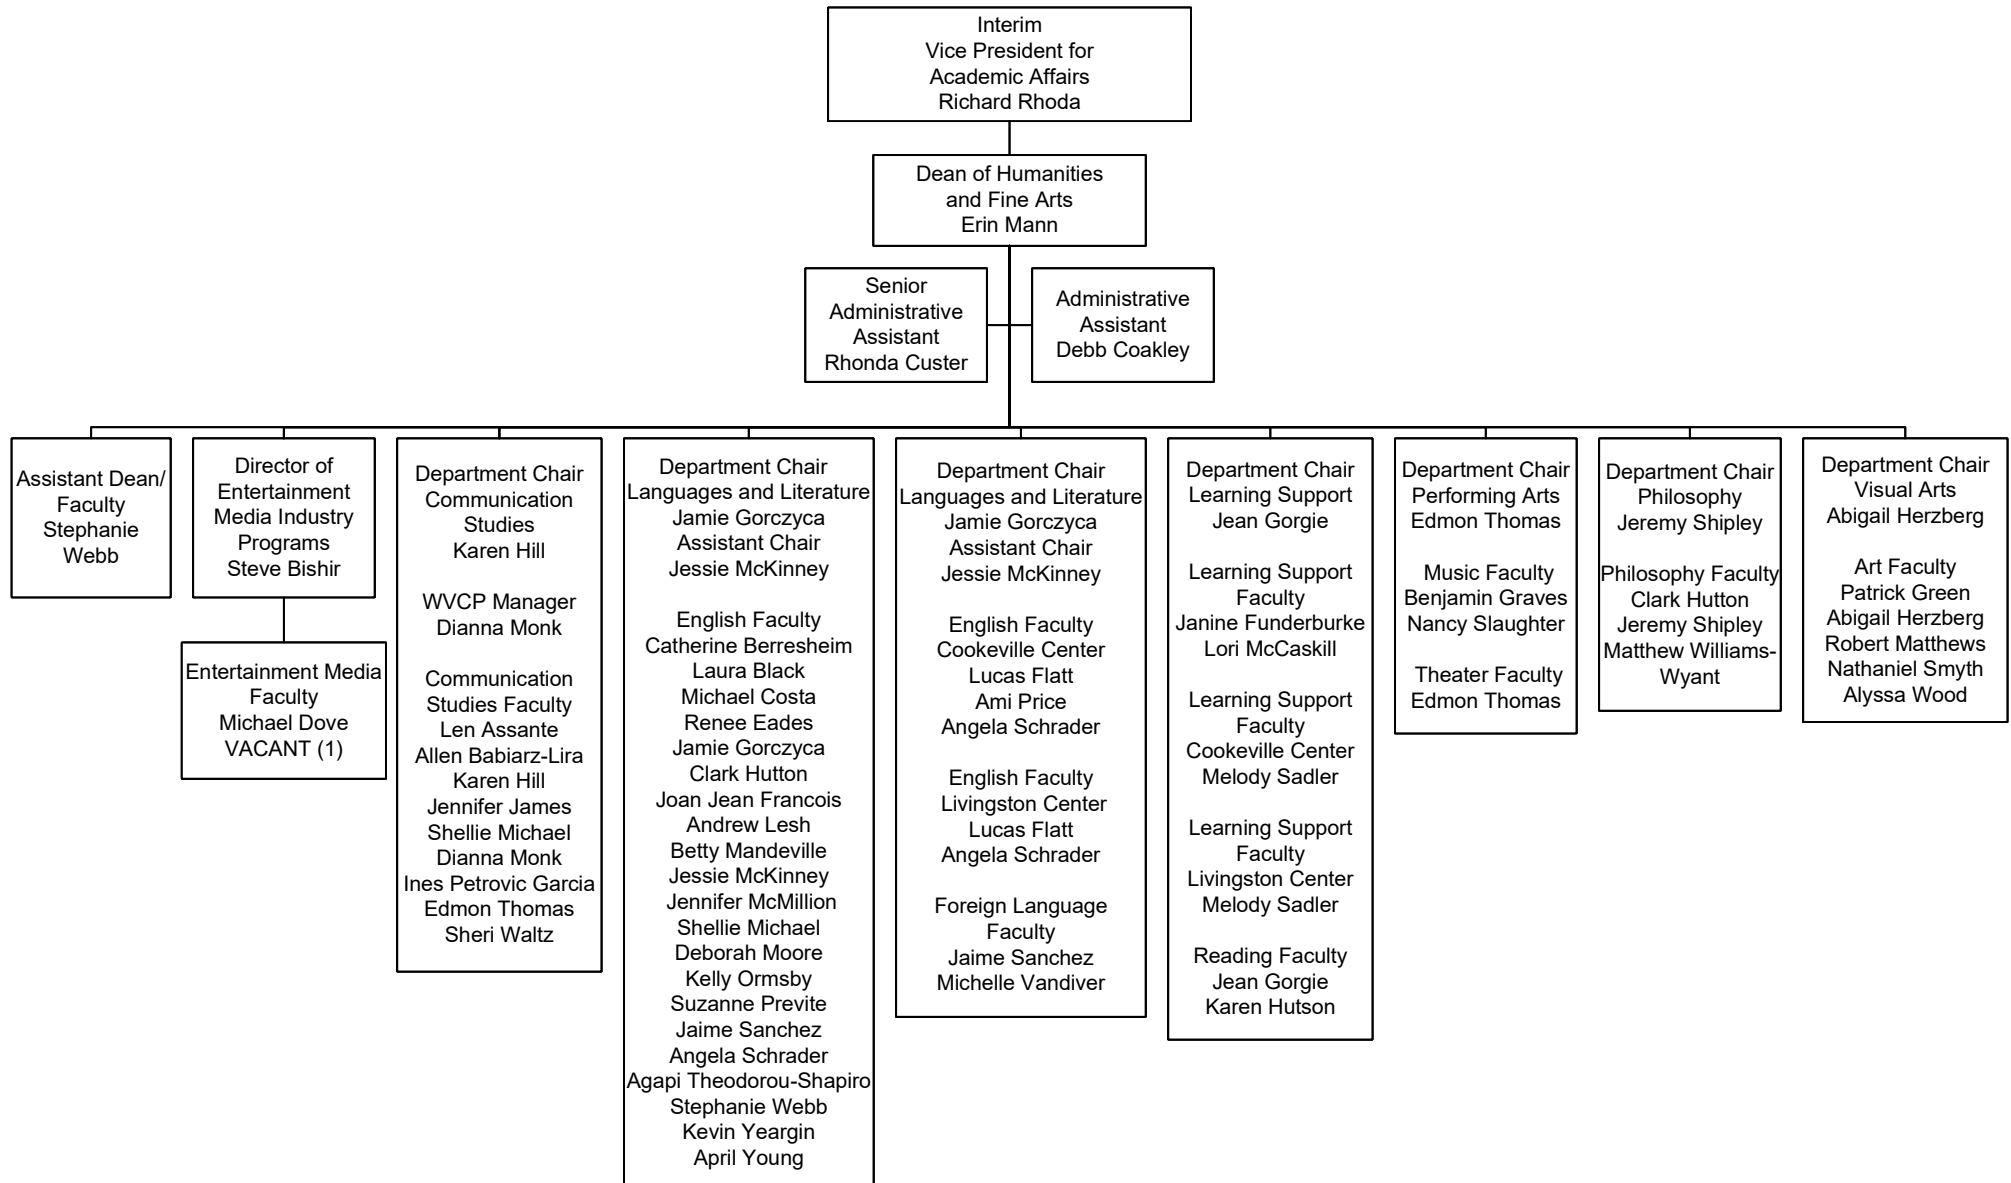 Interim
Vice President for
Academic Affairs
Richard Rhoda
Dean of Humanities
and Fine Arts
Erin Mann
Senior
Administrative
Assistant
Rhonda Custer
Administrative
Assistant
Debb Coakley
Assistant Dean/
Faculty
Stephanie
Webb
Director of
Entertainment
Media Industry
Programs
Steve Bishir
Entertainment Media
Faculty
Michael Dove
VACANT (1)
Department Chair
Communication
Studies
Karen Hill
WVCP Manager
Dianna Monk
Communication
Studies Faculty
Len Assante
Allen Babiarz-Lira
Karen Hill
Jennifer James
Shellie Michael
Dianna Monk
Ines Petrovic Garcia
Edmon Thomas
Sheri Waltz
Department Chair
Languages and Literature
Jamie Gorczyca
Assistant Chair
Jessie McKinney
English Faculty
Catherine Berresheim
Laura Black
Michael Costa
Renee Eades
Jamie Gorczyca
Clark Hutton
Joan Jean Francois
Andrew Lesh
Betty Mandeville
Jessie McKinney
Jennifer McMillion
Shellie Michael
Deborah Moore
Kelly Ormsby
Suzanne Previte
Jaime Sanchez
Angela Schrader
Agapi Theodorou-Shapiro
Stephanie Webb
Kevin Yeargin
April Young
Department Chair
Languages and Literature
Jamie Gorczyca
Assistant Chair
Jessie McKinney
English Faculty
Cookeville Center
Lucas Flatt
Ami Price
Angela Schrader
English Faculty
Livingston Center
Lucas Flatt
Angela Schrader
Foreign Language
Faculty
Jaime Sanchez
Michelle Vandiver
Department Chair
Learning Support
Jean Gorgie
Learning Support
Faculty
Janine Funderburke
Lori McCaskill
Learning Support
Faculty
Cookeville Center
Melody Sadler
Learning Support
Faculty
Livingston Center
Melody Sadler
Reading Faculty
Jean Gorgie
Karen Hutson
Department Chair
Performing Arts
Edmon Thomas
Music Faculty
Benjamin Graves
Nancy Slaughter
Theater Faculty
Edmon Thomas
Department Chair
Philosophy
Jeremy Shipley
Philosophy Faculty
Clark Hutton
Jeremy Shipley
Matthew Williams-
Wyant
Department Chair
Visual Arts
Abigail Herzberg
Art Faculty
Patrick Green
Abigail Herzberg
Robert Matthews
Nathaniel Smyth
Alyssa Wood